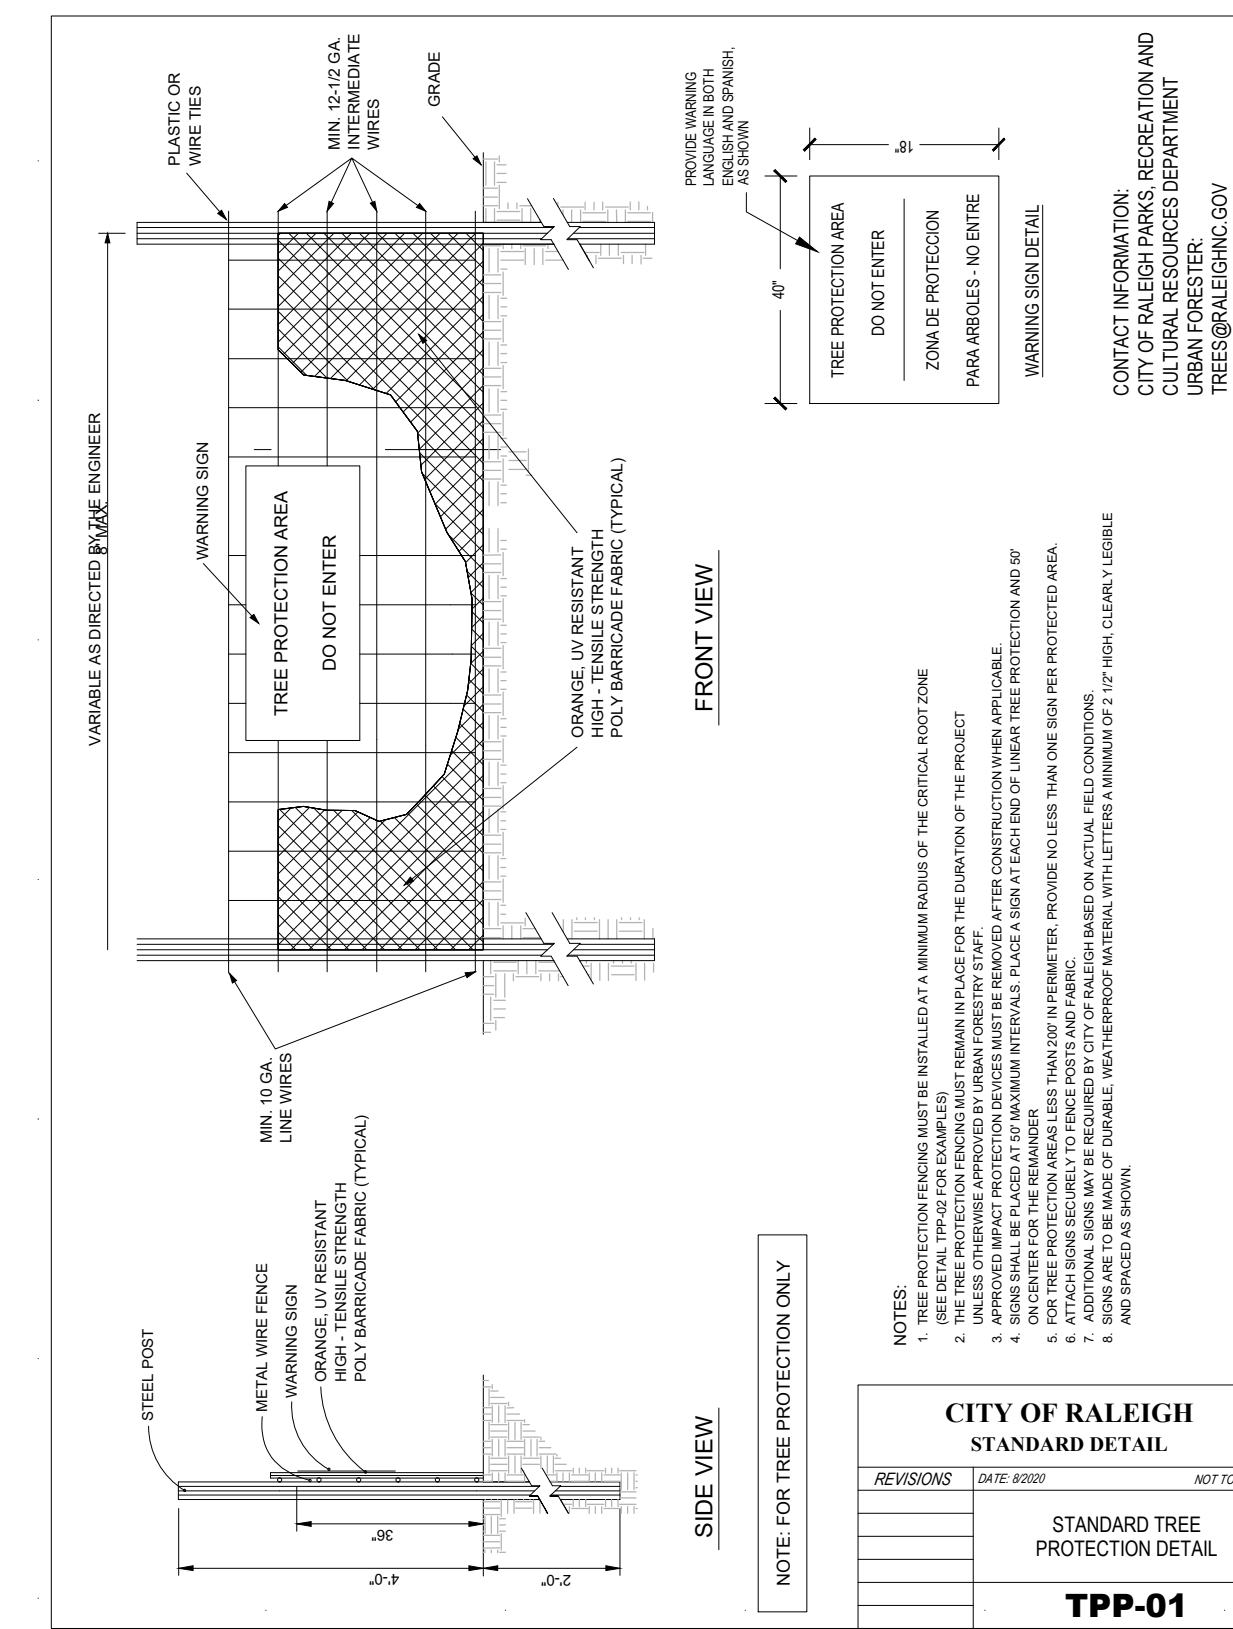 VARIABLE AS DIRECTED BY THE ENGINEER
8' MAX.
PLASTIC OR
WIRE TIES
MIN. 12-1/2 GA.
INTERMEDIATE
WIRES
GRADE
WARNING SIGN
TREE PROTECTION AREA
DO NOT ENTER
MIN. 10 GA.
LINE WIRES
ORANGE, UV RESISTANT
HIGH - TENSILE STRENGTH
POLY BARRICADE FABRIC (TYPICAL)
FRONT VIEW
STEEL POST
METAL WIRE FENCE
WARNING SIGN
ORANGE, UV RESISTANT
HIGH - TENSILE STRENGTH
POLY BARRICADE FABRIC (TYPICAL)
36"
4'-0"
2'-0"
SIDE VIEW
NOTE: FOR TREE PROTECTION ONLY
PROVIDE WARNING
LANGUAGE IN BOTH
ENGLISH AND SPANISH,
AS SHOWN
40"
18"
TREE PROTECTION AREA
DO NOT ENTER
ZONA DE PROTECCION
PARA ARBOLES - NO ENTRE
WARNING SIGN DETAIL
NOTES:
1. TREE PROTECTION FENCING MUST BE INSTALLED AT A MINIMUM RADIUS OF THE CRITICAL ROOT ZONE
(SEE DETAIL TPP-02 FOR EXAMPLES)
2. THE TREE PROTECTION FENCING MUST REMAIN IN PLACE FOR THE DURATION OF THE PROJECT
UNLESS OTHERWISE APPROVED BY URBAN FORESTRY STAFF.
3. APPROVED IMPACT PROTECTION DEVICES MUST BE REMOVED AFTER CONSTRUCTION WHEN APPLICABLE.
4. SIGNS SHALL BE PLACED AT 50' MAXIMUM INTERVALS. PLACE A SIGN AT EACH END OF LINEAR TREE PROTECTION AND 50'
ON CENTER FOR THE REMAINDER
5. FOR TREE PROTECTION AREAS LESS THAN 200' IN PERIMETER, PROVIDE NO LESS THAN ONE SIGN PER PROTECTED AREA.
6. ATTACH SIGNS SECURELY TO FENCE POSTS AND FABRIC.
7. ADDITIONAL SIGNS MAY BE REQUIRED BY CITY OF RALEIGH BASED ON ACTUAL FIELD CONDITIONS.
8. SIGNS ARE TO BE MADE OF DURABLE, WEATHERPROOF MATERIAL WITH LETTERS A MINIMUM OF 2 1/2" HIGH, CLEARLY LEGIBLE
AND SPACED AS SHOWN.
CONTACT INFORMATION:
CITY OF RALEIGH PARKS, RECREATION AND
CULTURAL RESOURCES DEPARTMENT
URBAN FORESTER:
TREES@RALEIGHNC.GOV
CITY OF RALEIGH
STANDARD DETAIL
REVISIONS
DATE: 8/2020
NOT TO
STANDARD TREE
PROTECTION DETAIL
TPP-01